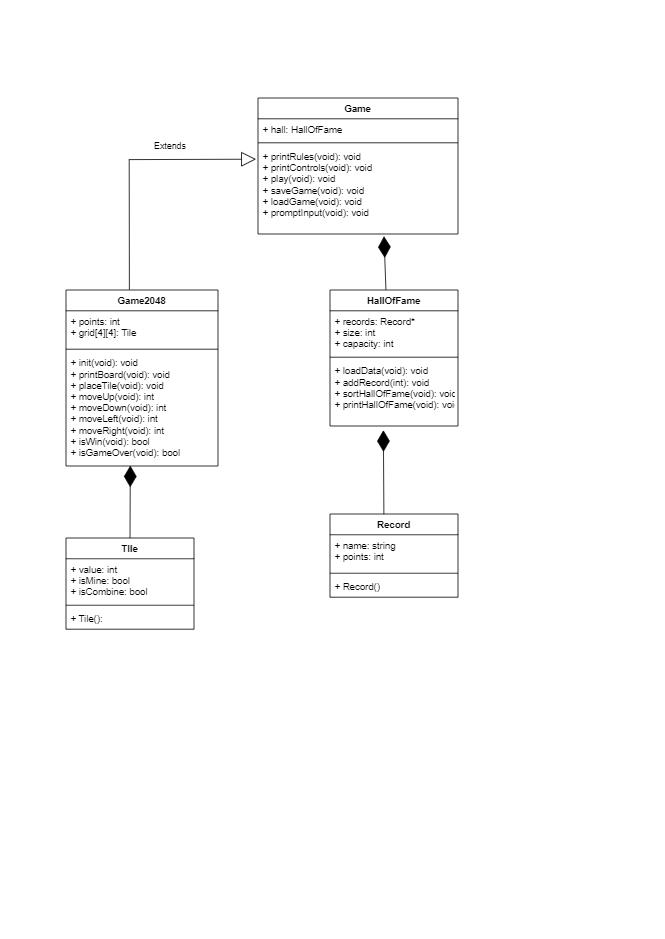 Game
+ hall: HallOfFame
+ printRules(void): void
+ printControls(void): void
+ play(void): void
+ saveGame(void): void
+ loadGame(void): void
+ promptInput(void): void
Extends
Game2048
+ points: int
+ grid[4][4]: Tile
+ init(void): void
+ printBoard(void): void
+ placeTile(void): void
+ moveUp(void): int
+ moveDown(void): int
+ moveLeft(void): int
+ moveRight(void): int
+ isWin(void): bool
+ isGameOver(void): bool
HallOfFame
+ records: Record*
+ size: int
+ capacity: int
+ loadData(void): void
+ addRecord(int): void
+ sortHallOfFame(void): voic
+ printHallOfFame(void): voi
Tile
+ value: int
+ isMine: bool
+ isCombine: bool
+ Tile():
Record
+ name: string
+ points: int
+ Record()